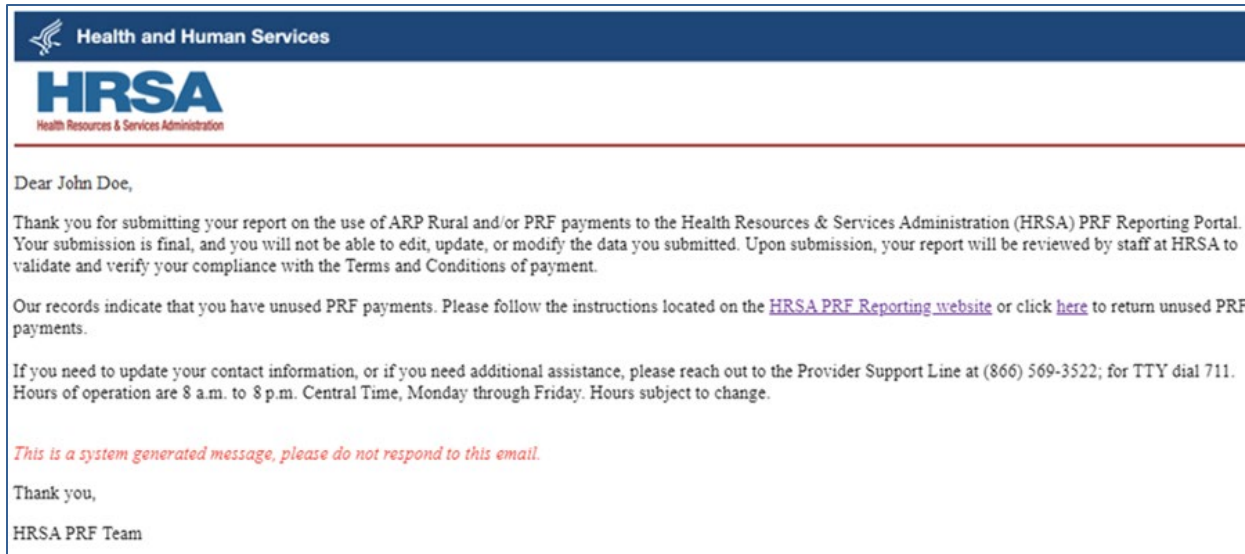 Health and Human Services
HRSA
Health Resources & Services Administration
Dear John Doe,
Thank you for submitting your report on the use of ARP Rural and/or PRF payments to the Health Resources & Services Administration (HRSA) PRF Reporting Portal.
Your submission is final, and you will not be able to edit, update, or modify the data you submitted. Upon submission, your report will be reviewed by staff at HRSA to
validate and verify your compliance with the Terms and Conditions of payment.
Our records indicate that you have unused PRF payments. Please follow the instructions located on the HRSA PRF Reporting website or click here to return unused PRF
payments.
If you need to update your contact information, or if you need additional assistance, please reach out to the Provider Support Line at (866) 569-3522; for TTY dial 711.
Hours of operation are 8 a.m. to 8 p.m. Central Time, Monday through Friday. Hours subject to change.
This is a system generated message, please do not respond to this email.
Thank you,
HRSA PRF Team